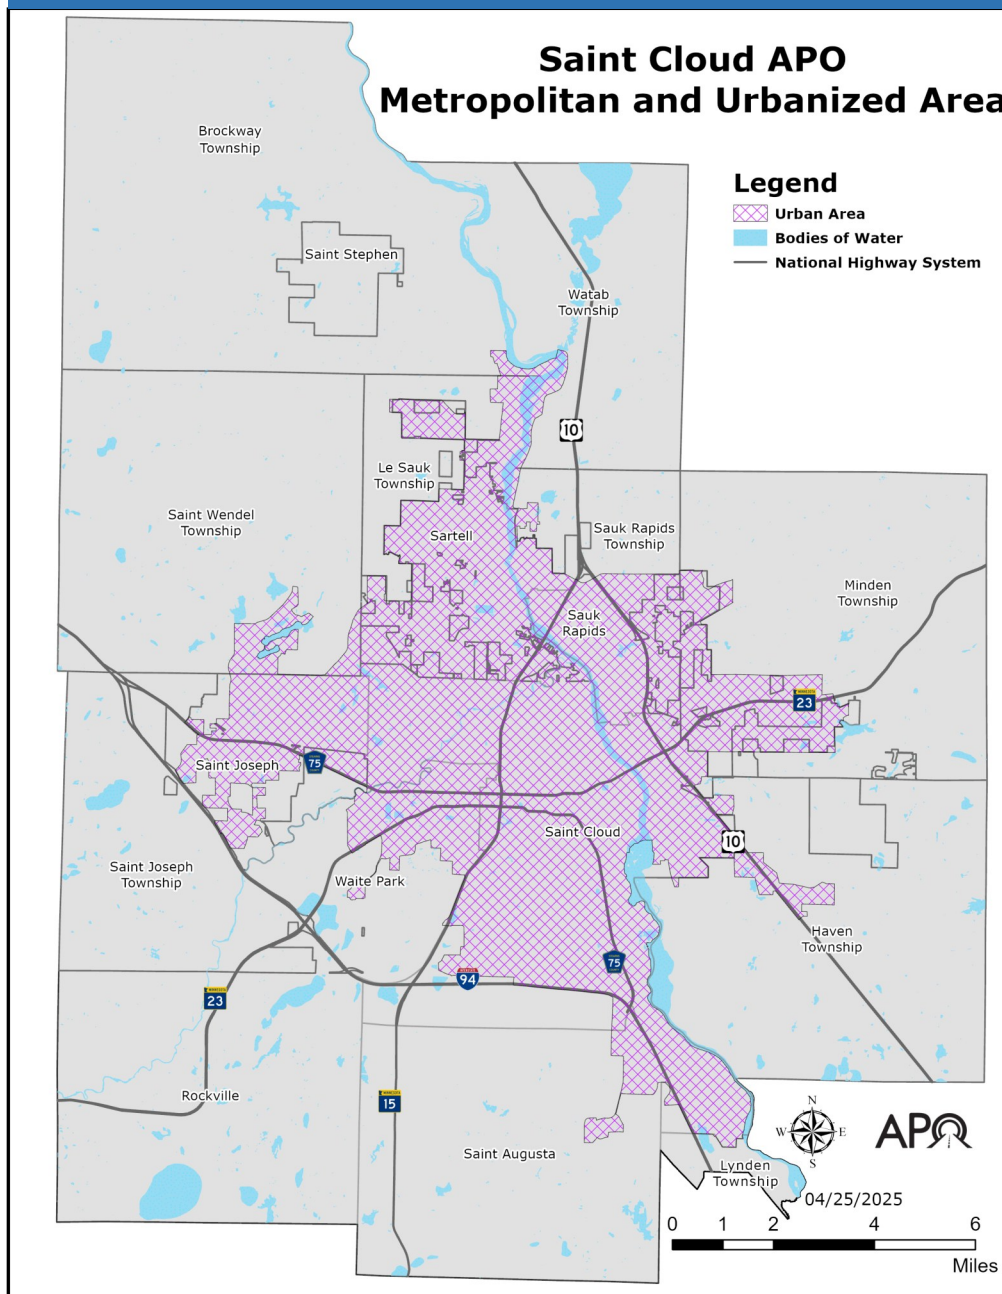 Saint Cloud APO
Metropolitan and Urbanized Area
Brockway
Township
Legend
Urban Area
Bodies of Water
National Highway System
Saint Stephen
Watab
Township
10
Le Sauk
Township
Saint Wendel
Township
Sartell
Sauk Rapids
Township
Minden
Township
Sauk
Rapids
23
Saint Joseph
75
Saint Cloud
10
Saint Joseph
Township
Waite Park
Haven
Township
75
94
23
Rockville
15
Saint Augusta
N
W E
S
APO
Lynden
Township
04/25/2025
0 1 2 4 6
Miles